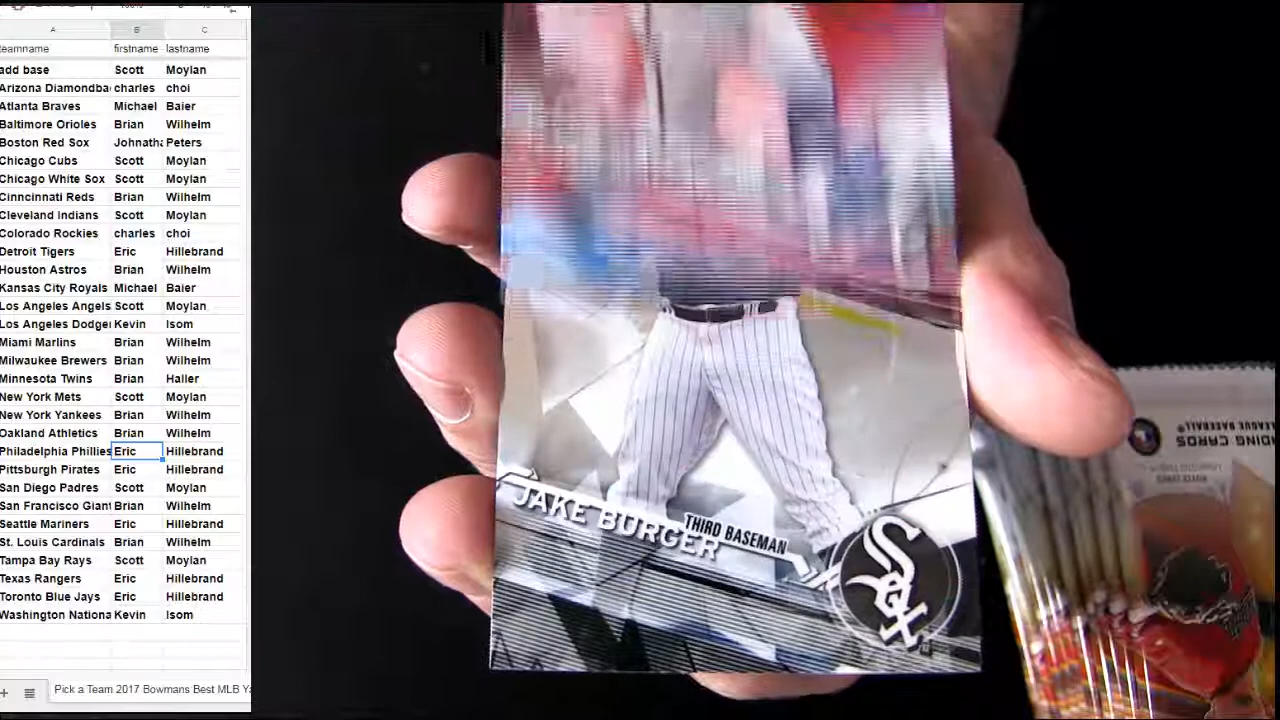 A B C
teamname firstname lastname
add base Scott Moylan
Arizona Diamondba charles choi
Atlanta Braves Michael Baier
Baltimore Orioles Brian Wilhelm
Boston Red Sox Johnatha Peters
Chicago Cubs Scott Moylan
Chicago White Sox Scott Moylan
Cinncinnati Reds Brian Wilhelm
Cleveland Indians Scott Moylan
Colorado Rockies charles choi
Detroit Tigers Eric Hillebrand
Houston Astros Brian Wilhelm
Kansas City Royals Michael Baier
Los Angeles Angels Scott Moylan
Los Angeles Dodger Kevin Isom
Miami Marlins Brian Wilhelm
Milwaukee Brewers Brian Wilhelm
Minnesota Twins Brian Haller
New York Mets Scott Moylan
New York Yankees Brian Wilhelm
Oakland Athletics Brian Wilhelm
Philadelphia Phillies Eric Hillebrand
Pittsburgh Pirates Eric Hillebrand
San Diego Padres Scott Moylan
San Francisco Giant Brian Wilhelm
Seattle Mariners Eric Hillebrand
St. Louis Cardinals Brian Wilhelm
Tampa Bay Rays Scott Moylan
Texas Rangers Eric Hillebrand
Toronto Blue Jays Eric Hillebrand
Washington Nationa Kevin Isom
Pick a Team 2017 Bowmans Best MLB Ya
JAKE BURGER
THIRD BASEMAN
Sox
DING CARDS
LEAGUE BASEBALL®